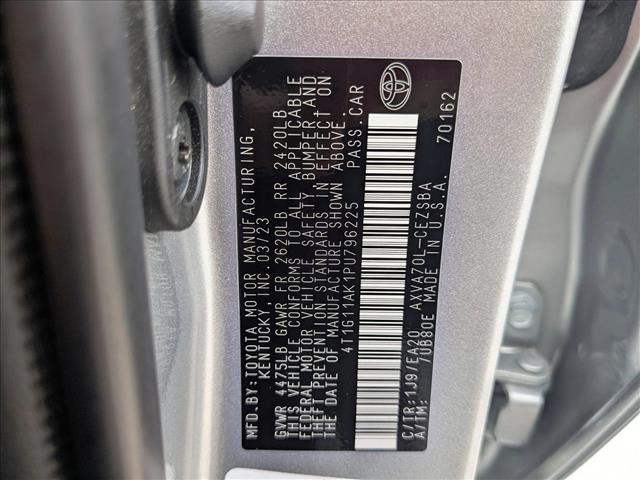 MFD.BY:TOYOTA MOTOR MANUFACTURING,
KENTUCKY, INC. 03/23
GVWR 4475LB GAWR FR 2620LB RR 2420LB
THIS VEHICLE CONFORMS TO ALL APPLICABLE
FEDERAL MOTOR VEHICLE SAFETY, BUMPER AND
THEFT PREVENTION STANDARDS IN EFFECT ON
THE DATE OF MANUFACTURE SHOWN ABOVE.
4T1G11AK1PU796225 PASS.CAR
C/TR:1J9/EA20 AXVA70L-CEZSBA
A/TM: /UB80E MADE IN U.S.A. 70162